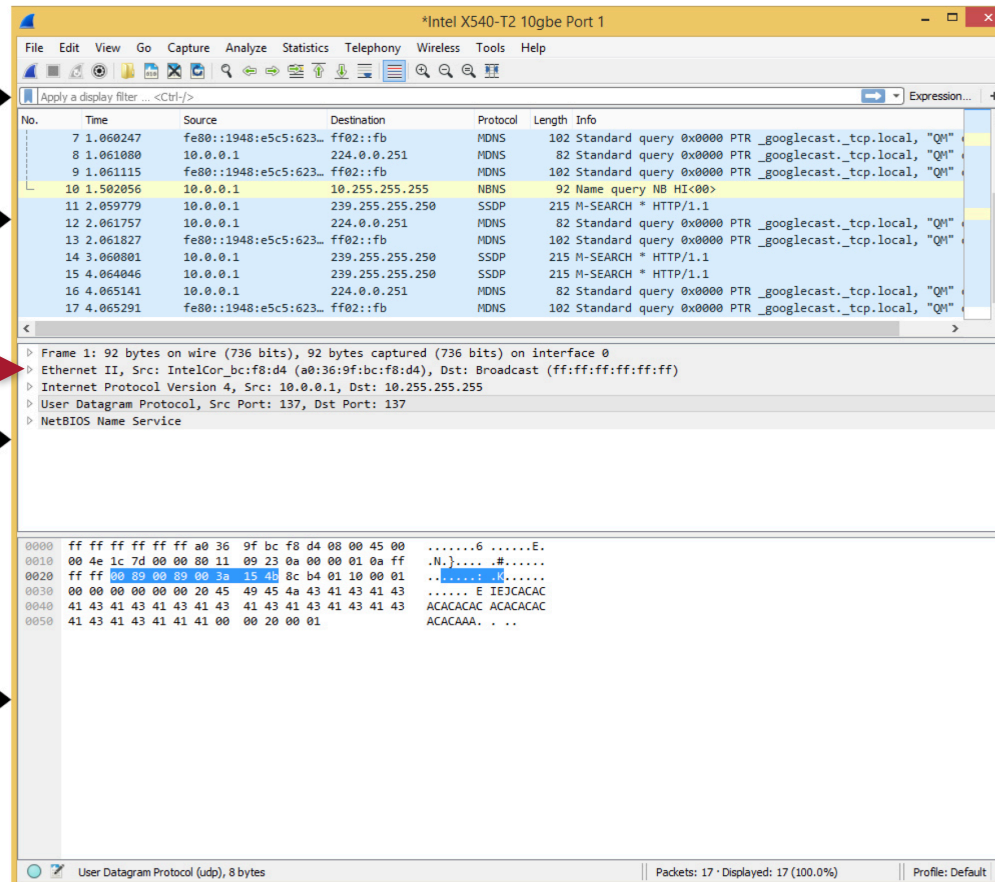 *Intel X540-T2 10gbe Port 1
File Edit View Go Capture Analyze Statistics Telephony Wireless Tools Help
Apply a display filter ... <Ctrl-/> Expression... +
No. Time Source Destination Protocol Length Info
7 1.060247 fe80::1948:e5c5:623… ff02::fb MDNS 102 Standard query 0x0000 PTR _googlecast._tcp.local, "QM"
8 1.061080 10.0.0.1 224.0.0.251 MDNS 82 Standard query 0x0000 PTR _googlecast._tcp.local, "QM"
9 1.061115 fe80::1948:e5c5:623… ff02::fb MDNS 102 Standard query 0x0000 PTR _googlecast._tcp.local, "QM"
10 1.502056 10.0.0.1 10.255.255.255 NBNS 92 Name query NB HI<00>
11 2.059779 10.0.0.1 239.255.255.250 SSDP 215 M-SEARCH * HTTP/1.1
12 2.061757 10.0.0.1 224.0.0.251 MDNS 82 Standard query 0x0000 PTR _googlecast._tcp.local, "QM"
13 2.061827 fe80::1948:e5c5:623… ff02::fb MDNS 102 Standard query 0x0000 PTR _googlecast._tcp.local, "QM"
14 3.060801 10.0.0.1 239.255.255.250 SSDP 215 M-SEARCH * HTTP/1.1
15 4.064046 10.0.0.1 239.255.255.250 SSDP 215 M-SEARCH * HTTP/1.1
16 4.065141 10.0.0.1 224.0.0.251 MDNS 82 Standard query 0x0000 PTR _googlecast._tcp.local, "QM"
17 4.065291 fe80::1948:e5c5:623… ff02::fb MDNS 102 Standard query 0x0000 PTR _googlecast._tcp.local, "QM"
Frame 1: 92 bytes on wire (736 bits), 92 bytes captured (736 bits) on interface 0
Ethernet II, Src: IntelCor_bc:f8:d4 (a0:36:9f:bc:f8:d4), Dst: Broadcast (ff:ff:ff:ff:ff:ff)
Internet Protocol Version 4, Src: 10.0.0.1, Dst: 10.255.255.255
User Datagram Protocol, Src Port: 137, Dst Port: 137
NetBIOS Name Service
0000 ff ff ff ff ff ff a0 36 9f bc f8 d4 08 00 45 00 .......6 ......E.
0010 00 4e 1c 7d 00 00 80 11 09 23 0a 00 00 01 0a ff .N.}.... .#......
0020 ff ff 00 89 00 89 00 3a 15 4b 8c b4 01 10 00 01 .......: .K......
0030 00 00 00 00 00 00 20 45 49 45 4a 43 41 43 41 43 ...... E IEJCACAC
0040 41 43 41 43 41 43 41 43 41 43 41 43 41 43 41 43 ACACACAC ACACACAC
0050 41 43 41 43 41 41 41 00 00 20 00 01 ACACAAA. . ..
User Datagram Protocol (udp), 8 bytes Packets: 17 · Displayed: 17 (100.0%) Profile: Default